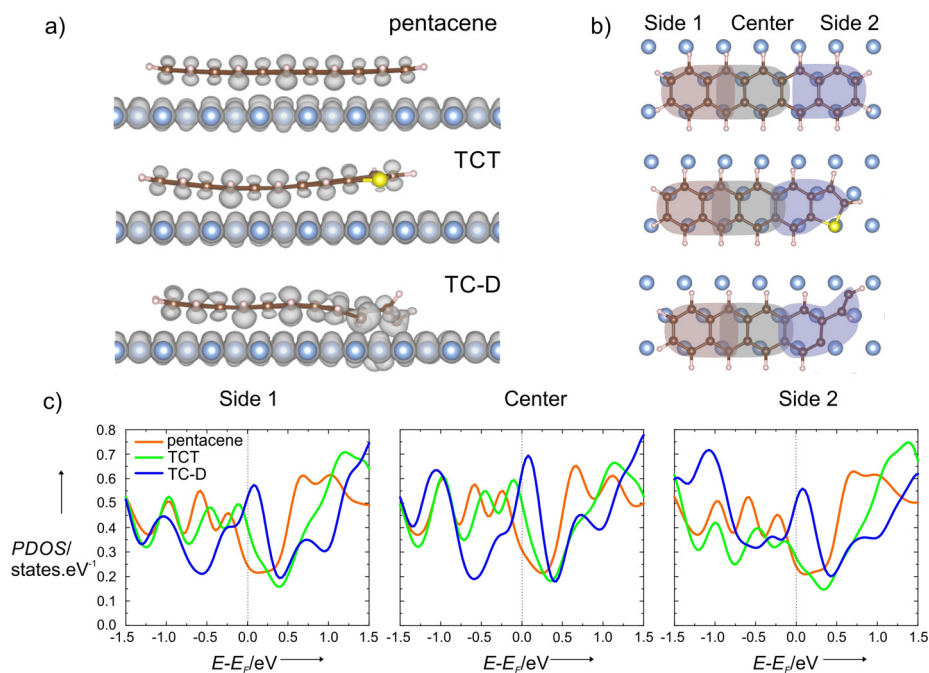 a)
pentacene
TCT
TC-D
b)
Side 1 Center Side 2
c)
Side 1 Center Side 2
pentacene
TCT
TC-D
PDOS/
states.eV⁻¹
0.8
0.7
0.6
0.5
0.4
0.3
0.2
0.1
0.0
-1.5 -1.0 -0.5 0.0 0.5 1.0 1.5
-1.5 -1.0 -0.5 0.0 0.5 1.0 1.5
-1.5 -1.0 -0.5 0.0 0.5 1.0 1.5
E-E_F/eV
E-E_F/eV
E-E_F/eV